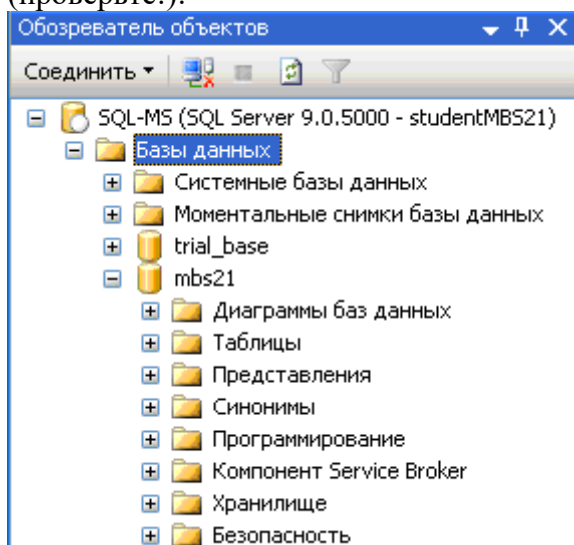 (проверьте!).
Обозреватель объектов
Соединить
SQL-MS (SQL Server 9.0.5000 - studentMBS21)
Базы данных
Системные базы данных
Моментальные снимки базы данных
trial_base
mbs21
Диаграммы баз данных
Таблицы
Представления
Синонимы
Программирование
Компонент Service Broker
Хранилище
Безопасность